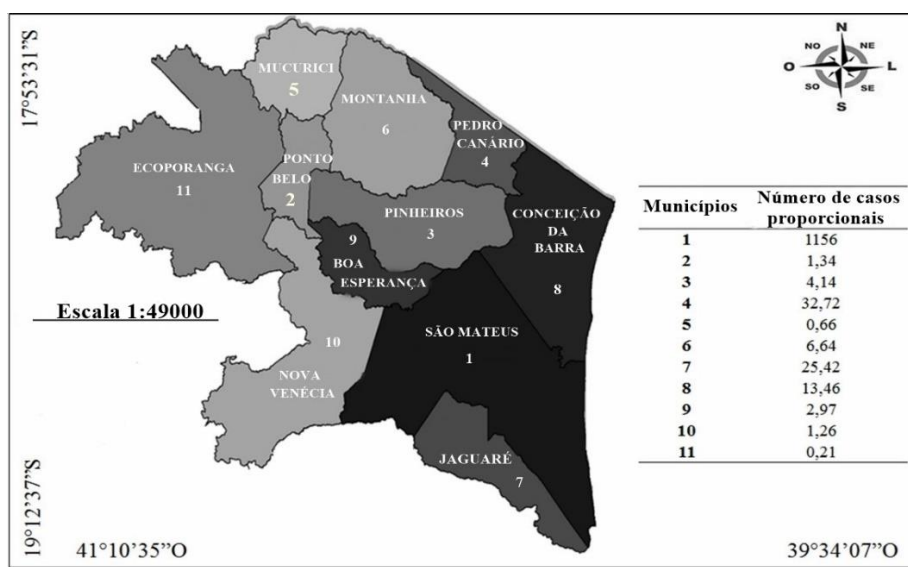 17°53’31”S
N
NO
NE
O
L
SO
SE
S
MUCURICI
5
MONTANHA
6
PEDRO
CANÁRIO
4
ECOPORANGA
11
PONTO
BELO
2
PINHEIROS
3
CONCEIÇÃO
DA
BARRA
8
9
BOA
ESPERANÇA
Escala 1:49000
10
NOVA
VENÉCIA
SÃO MATEUS
1
JAGUARÉ
7
Municípios Número de casos
proporcionais
1 1156
2 1,34
3 4,14
4 32,72
5 0,66
6 6,64
7 25,42
8 13,46
9 2,97
10 1,26
11 0,21
19°12’37”S
41°10’35”O
39°34’07”O